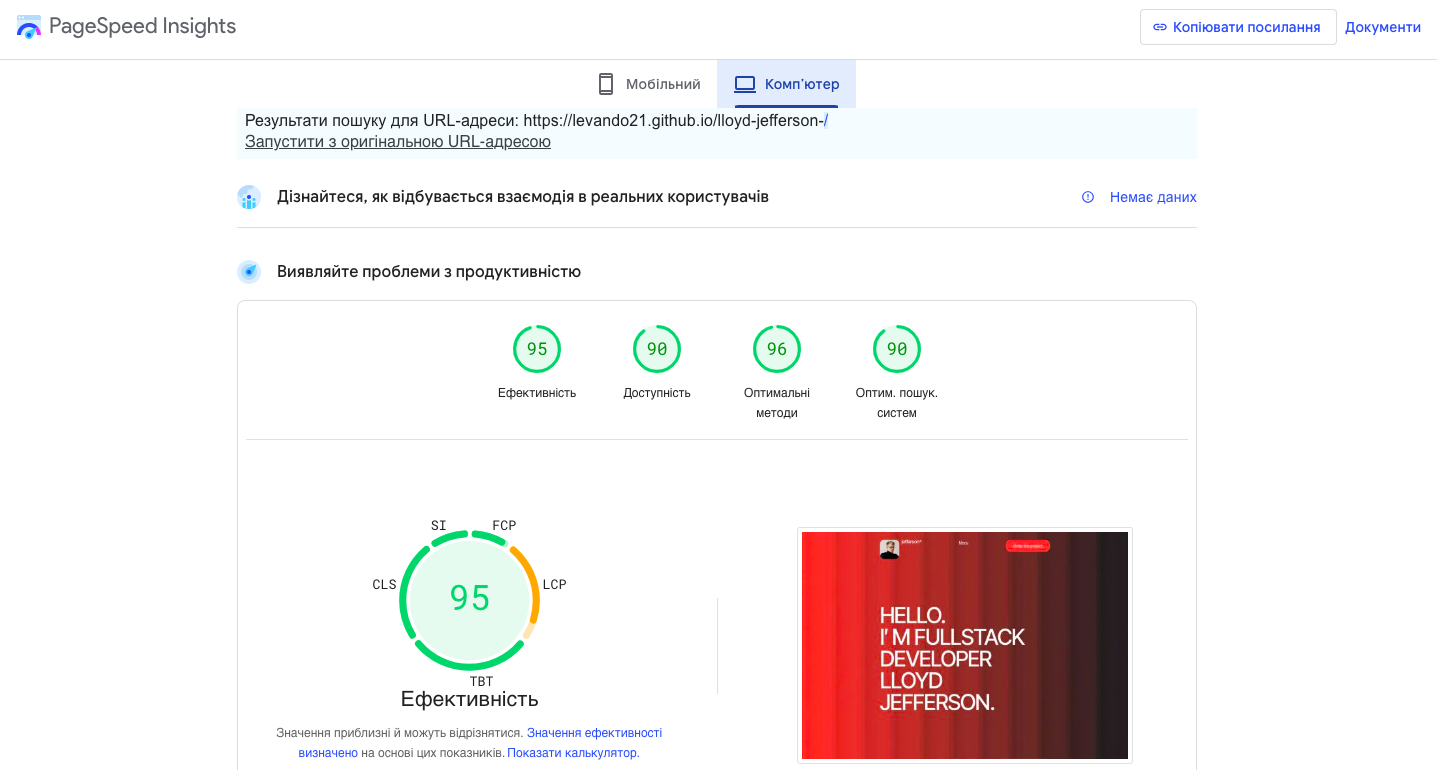 PageSpeed Insights
Копіювати посилання
Документи
Мобільний
Комп'ютер
Результати пошуку для URL-адреси: https://levando21.github.io/lloyd-jefferson-/
Запустити з оригінальною URL-адресою
Дізнайтеся, як відбувається взаємодія в реальних користувачів
Немає даних
Виявляйте проблеми з продуктивністю
95
90
96
90
Ефективність
Доступність
Оптимальні
методи
Оптим. пошук.
систем
SI
FCP
CLS
LCP
95
TBT
Ефективність
Значення приблизні й можуть відрізнятися. Значення ефективності
визначено на основі цих показників. Показати калькулятор.
HELLO.
I'M FULLSTACK
DEVELOPER
LLOYD
JEFFERSON.